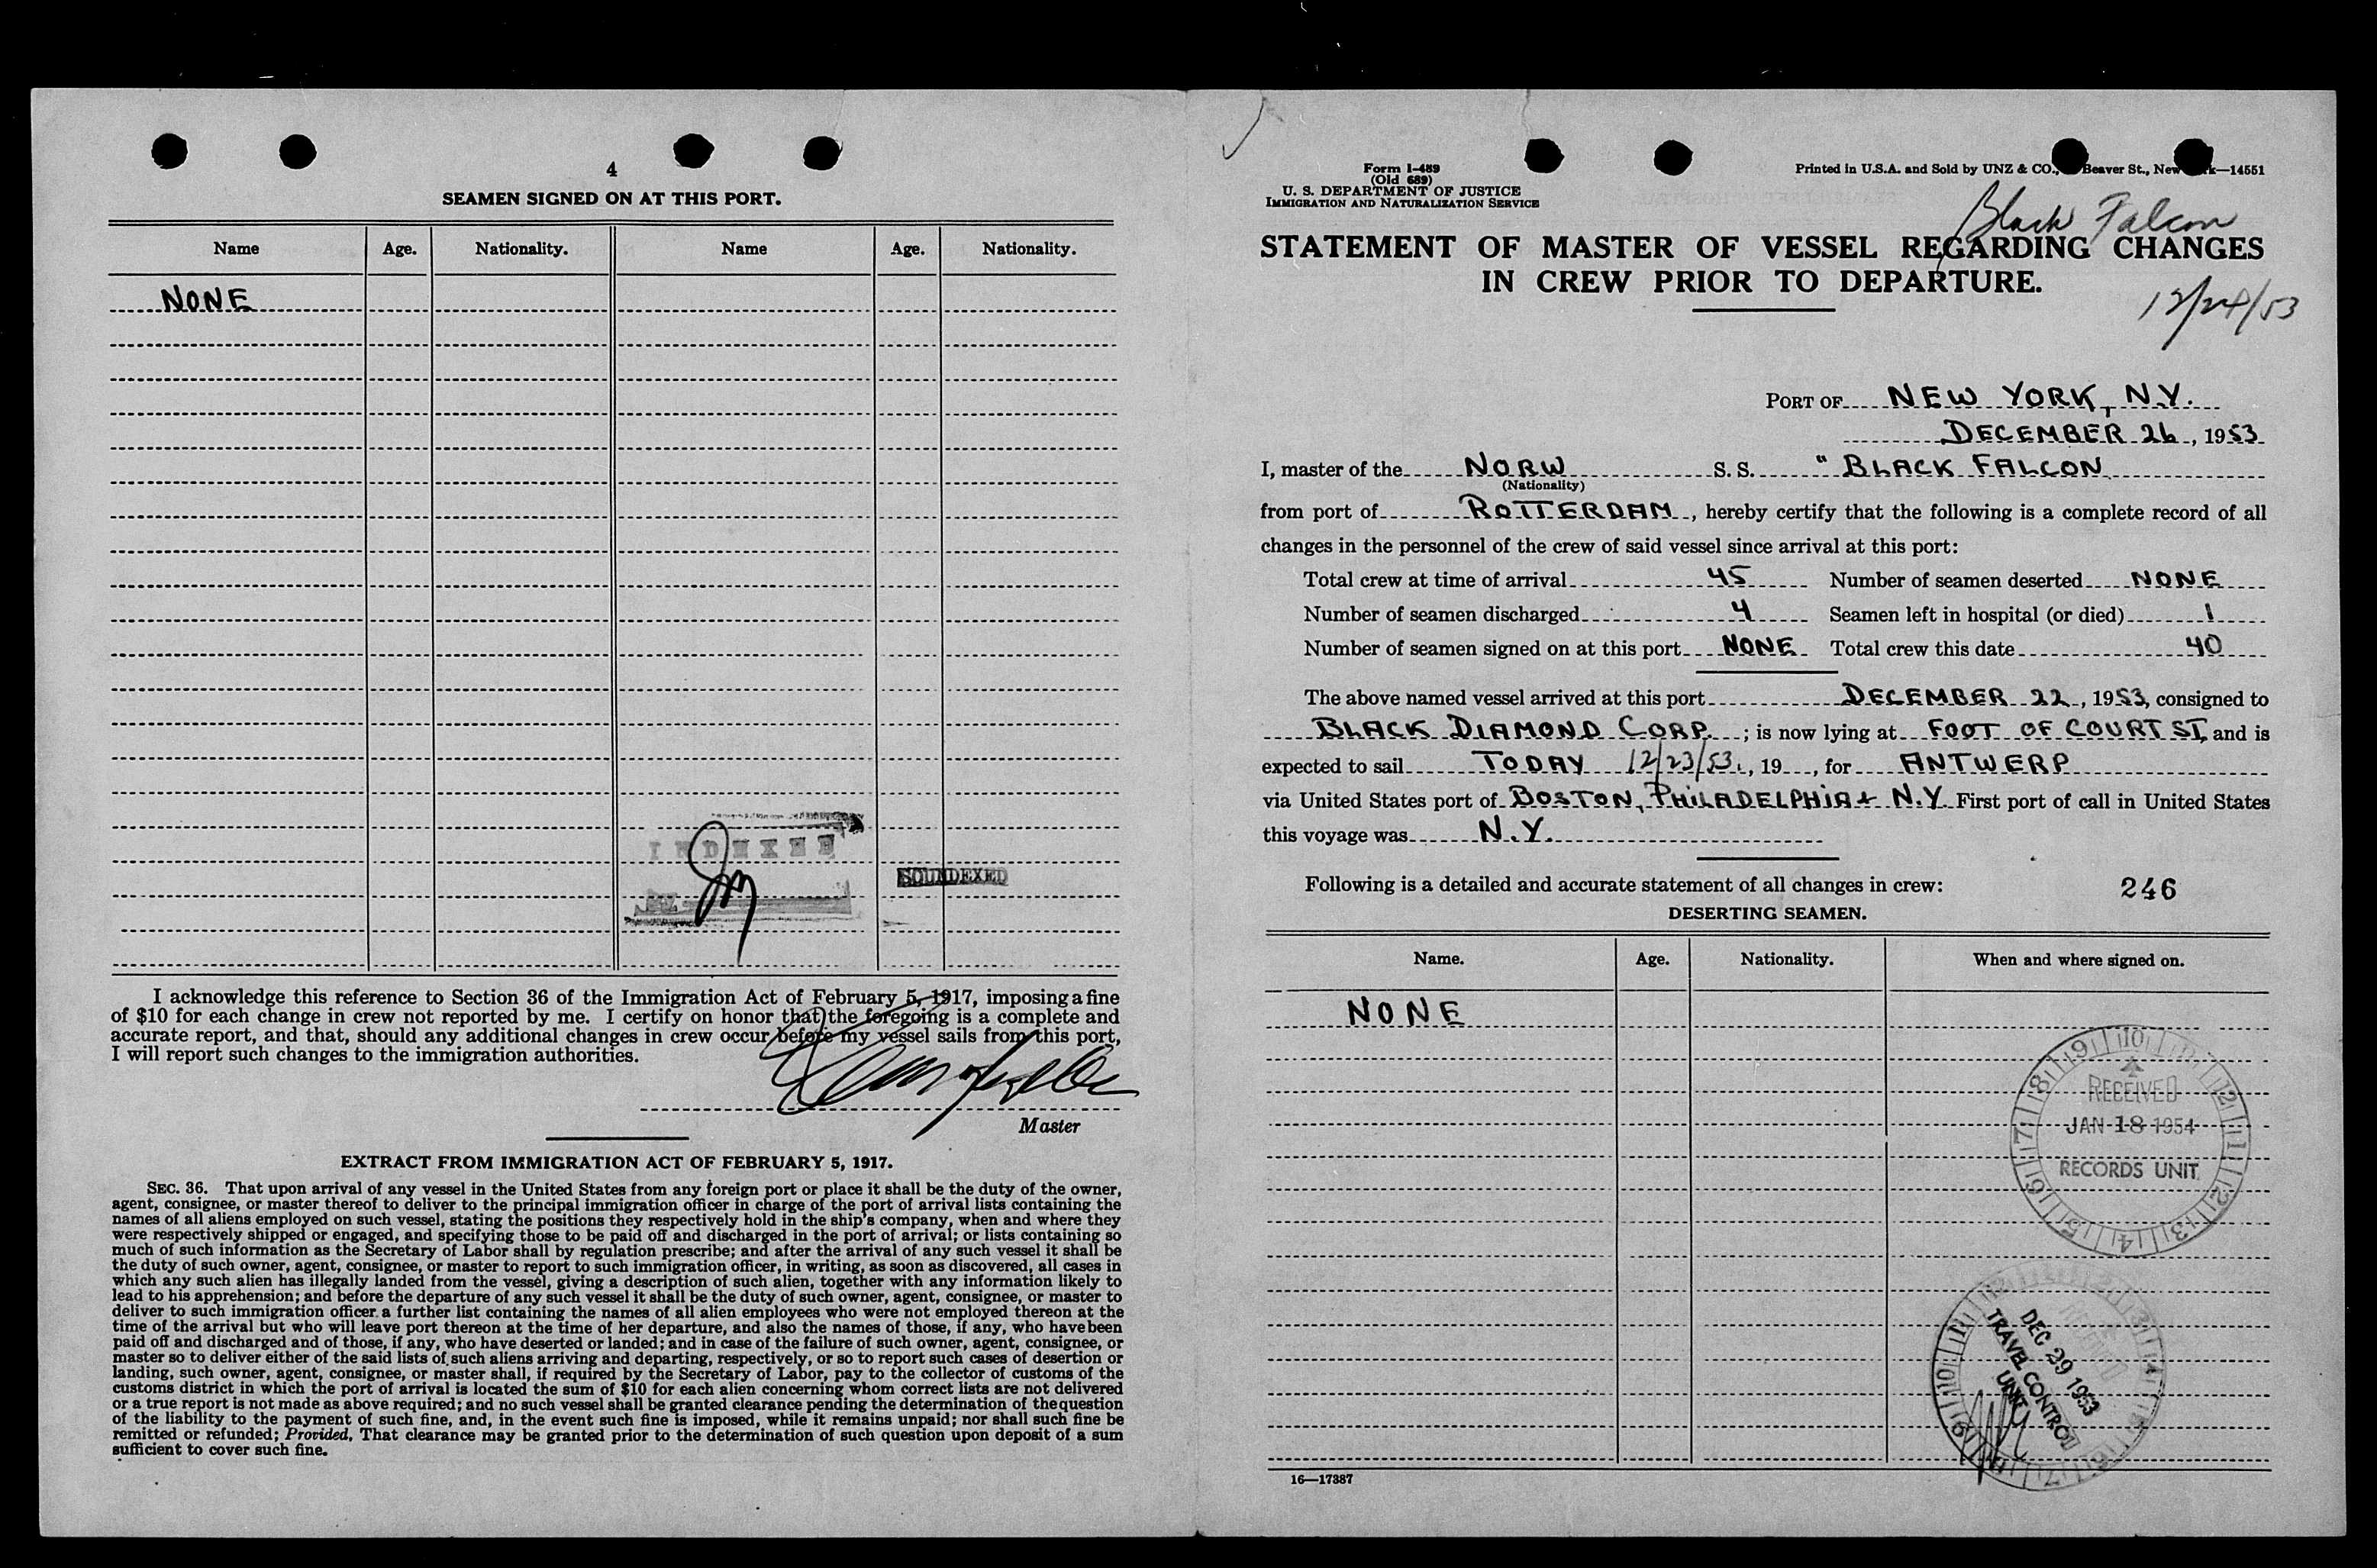 4
SEAMEN SIGNED ON AT THIS PORT.
Name Age. Nationality. Name Age. Nationality.
NONE
INDEXED
SOUNDEXED
I acknowledge this reference to Section 36 of the Immigration Act of February 5, 1917, imposing a fine
of $10 for each change in crew not reported by me. I certify on honor that the foregoing is a complete and
accurate report, and that, should any additional changes in crew occur before my vessel sails from this port,
I will report such changes to the immigration authorities.
Master
EXTRACT FROM IMMIGRATION ACT OF FEBRUARY 5, 1917.
SEC. 36. That upon arrival of any vessel in the United States from any foreign port or place it shall be the duty of the owner,
agent, consignee, or master thereof to deliver to the principal immigration officer in charge of the port of arrival lists containing the
names of all aliens employed on such vessel, stating the positions they respectively hold in the ship's company, when and where they
were respectively shipped or engaged, and specifying those to be paid off and discharged in the port of arrival; or lists containing so
much of such information as the Secretary of Labor shall by regulation prescribe; and after the arrival of any such vessel it shall be
the duty of such owner, agent, consignee, or master to report to such immigration officer, in writing, as soon as discovered, all cases in
which any such alien has illegally landed from the vessel, giving a description of such alien, together with any information likely to
lead to his apprehension; and before the departure of any such vessel it shall be the duty of such owner, agent, consignee, or master to
deliver to such immigration officer a further list containing the names of all alien employees who were not employed thereon at the
time of the arrival but who will leave port thereon at the time of her departure, and also the names of those, if any, who have been
paid off and discharged and of those, if any, who have deserted or landed; and in case of the failure of such owner, agent, consignee, or
master so to deliver either of the said lists of such aliens arriving and departing, respectively, or so to report such cases of desertion or
landing, such owner, agent, consignee, or master shall, if required by the Secretary of Labor, pay to the collector of customs of the
customs district in which the port of arrival is located the sum of $10 for each alien concerning whom correct lists are not delivered
or a true report is not made as above required; and no such vessel shall be granted clearance pending the determination of the question
of the liability to the payment of such fine, and, in the event such fine is imposed, while it remains unpaid; nor shall such fine be
remitted or refunded; Provided, That clearance may be granted prior to the determination of such question upon deposit of a sum
sufficient to cover such fine.
Form I-489
(Old 689)
U. S. DEPARTMENT OF JUSTICE
IMMIGRATION AND NATURALIZATION SERVICE
Printed in U.S.A. and Sold by UNZ & CO., Beaver St., New k—14551
Black Falcon
STATEMENT OF MASTER OF VESSEL REGARDING CHANGES
IN CREW PRIOR TO DEPARTURE.
12/24/53
PORT OF NEW YORK, N.Y.
DECEMBER 26, 1953
I, master of the NORW S. S. "BLACK FALCON
(Nationality)
from port of ROTTERDAM, hereby certify that the following is a complete record of all
changes in the personnel of the crew of said vessel since arrival at this port:
Total crew at time of arrival 45 Number of seamen deserted NONE
Number of seamen discharged 4 Seamen left in hospital (or died) 1
Number of seamen signed on at this port NONE Total crew this date 40
The above named vessel arrived at this port DECEMBER 22, 1953, consigned to
BLACK DIAMOND CORP.; is now lying at FOOT OF COURT ST, and is
expected to sail TODAY 12/23/53., 19, for ANTWERP
via United States port of BOSTON, PHILADELPHIA + N.Y. First port of call in United States
this voyage was N.Y.
Following is a detailed and accurate statement of all changes in crew: 246
DESERTING SEAMEN.
Name. Age. Nationality. When and where signed on.
NONE
RECEIVED
JAN 18 1954
RECORDS UNIT
DEC 29 1953
TRAVEL CONTROL
UNIT
16—17387